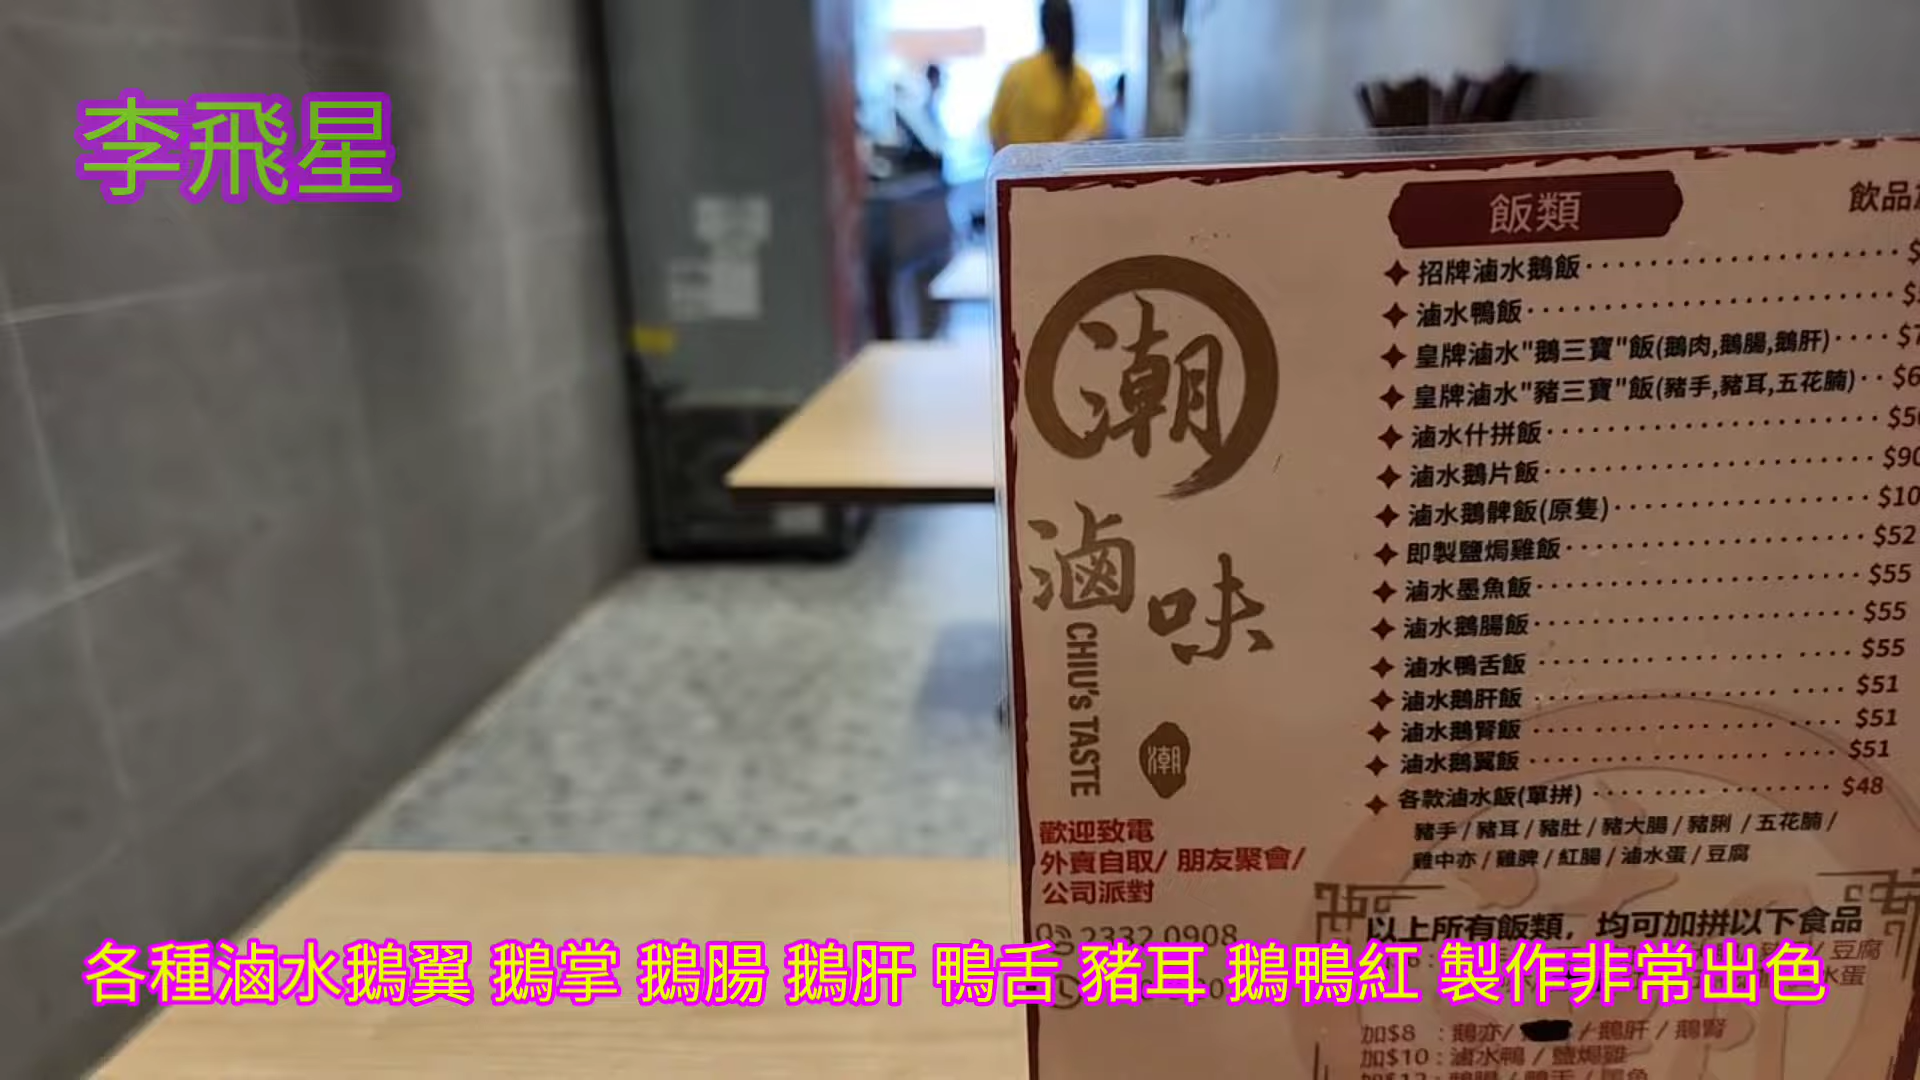 李飛星
飯類
飲品
招牌滷水鵝飯
滷水鴨飯
皇牌滷水"鵝三寶"飯(鵝肉,鵝腸,鵝肝)
皇牌滷水"豬三寶"飯(豬手,豬耳,五花腩)
滷水什拼飯
滷水鵝片飯 $90
滷水鵝髀飯(原隻)
即製鹽焗雞飯 $52
滷水墨魚飯 $55
滷水鵝腸飯 $55
滷水鴨舌飯 $55
滷水鵝肝飯 $51
滷水鵝腎飯 $51
滷水鵝翼飯 $51
各款滷水飯(單拼) $48
豬手/豬耳/豬肚/豬大腸/豬脷/五花腩/
雞中亦/雞脾/紅腸/滷水蛋/豆腐
潮
滷味
CHIU's TASTE
潮
歡迎致電
外賣自取/ 朋友聚會/
公司派對
2332 0908
以上所有飯類，均可加拼以下食品
/ 豆腐
水蛋
各種滷水鵝翼 鵝掌 鵝腸 鵝肝 鴨舌 豬耳 鵝鴨紅 製作非常出色
加$8 : 鵝亦/ / 鵝肝 / 鵝腎
加$10 : 滷水鴨 / 鹽焗雞